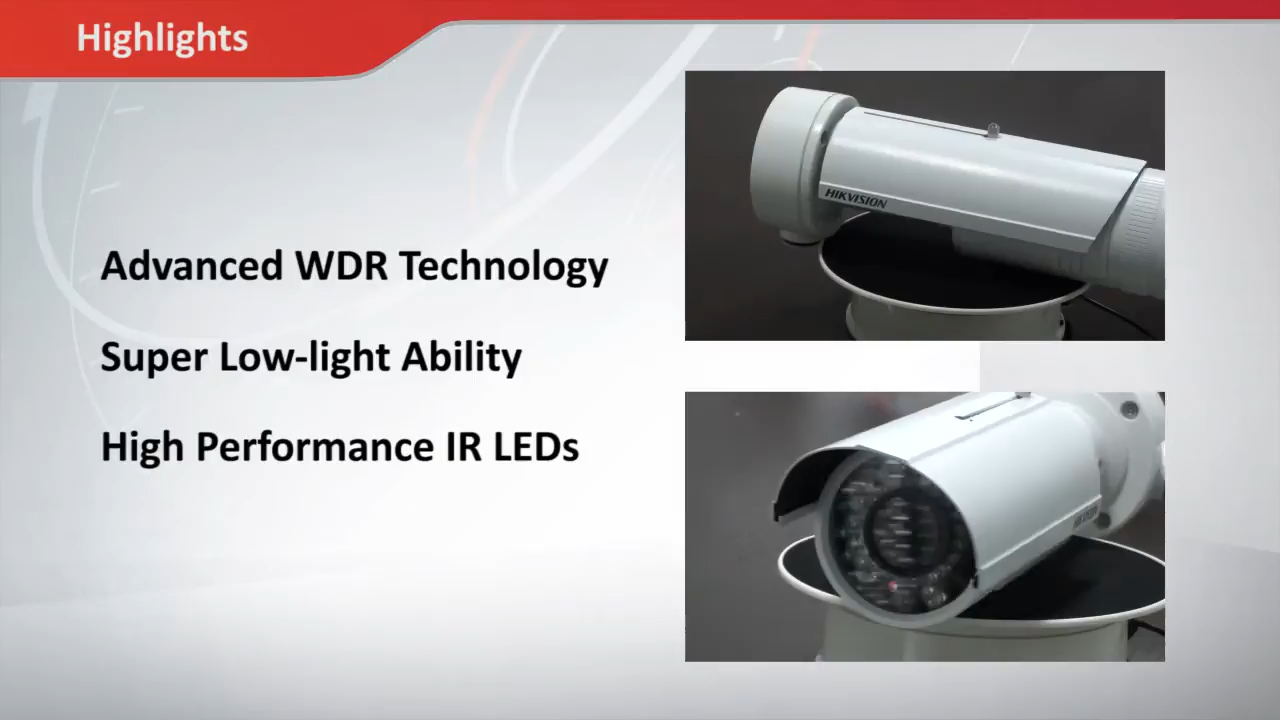 Highlights
Advanced WDR Technology
Super Low-light Ability
High Performance IR LEDs
HIKVISION